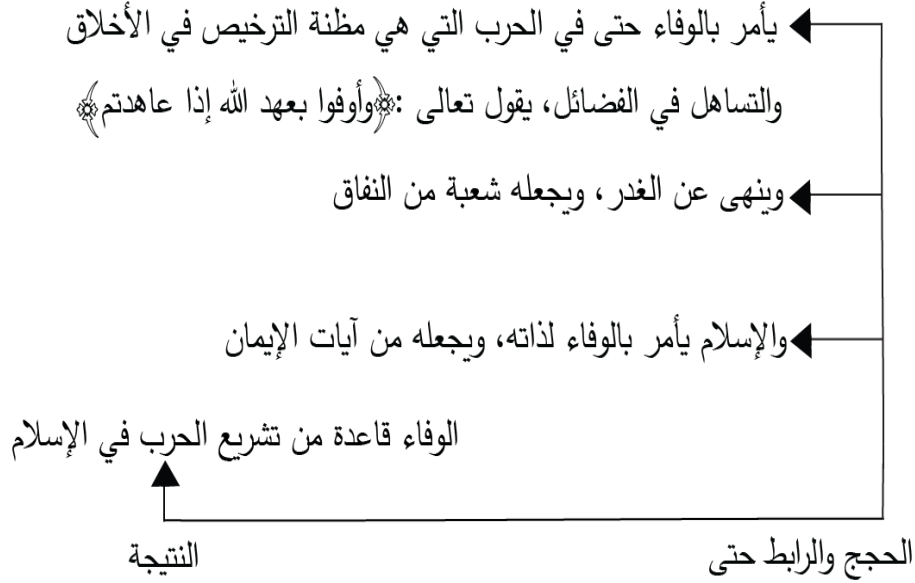 يأمر بالوفاء حتى في الحرب التي هي مظنة الترخيص في الأخلاق
والتساهل في الفضائل، يقول تعالى :﴿وأوفوا بعهد الله إذا عاهدتم﴾
وينهى عن الغدر، ويجعله شعبة من النفاق
والإسلام يأمر بالوفاء لذاته، ويجعله من آيات الإيمان
الوفاء قاعدة من تشريع الحرب في الإسلام
الحجج والرابط حتى
النتيجة